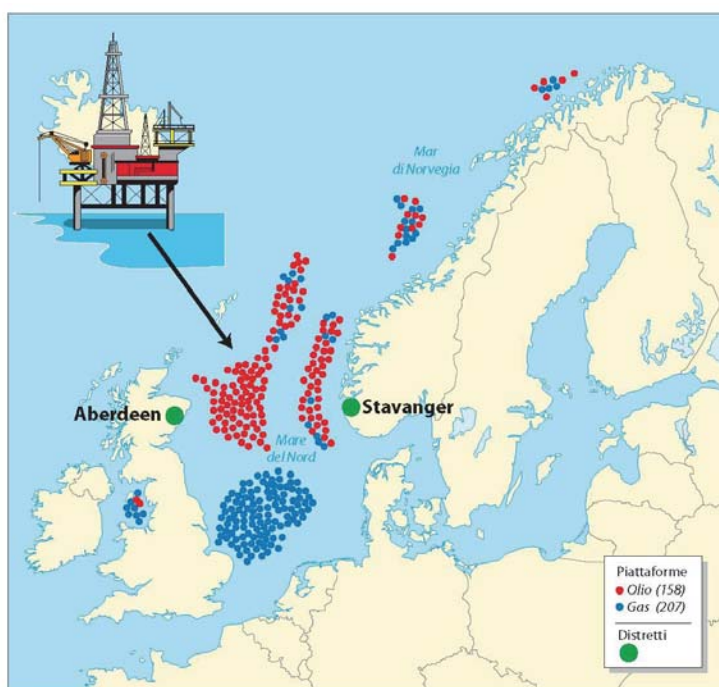 Mar
di Norvegia
Aberdeen
Stavanger
Mare
del Nord
Piattaforme
Olio (158)
Gas (207)
Distretti